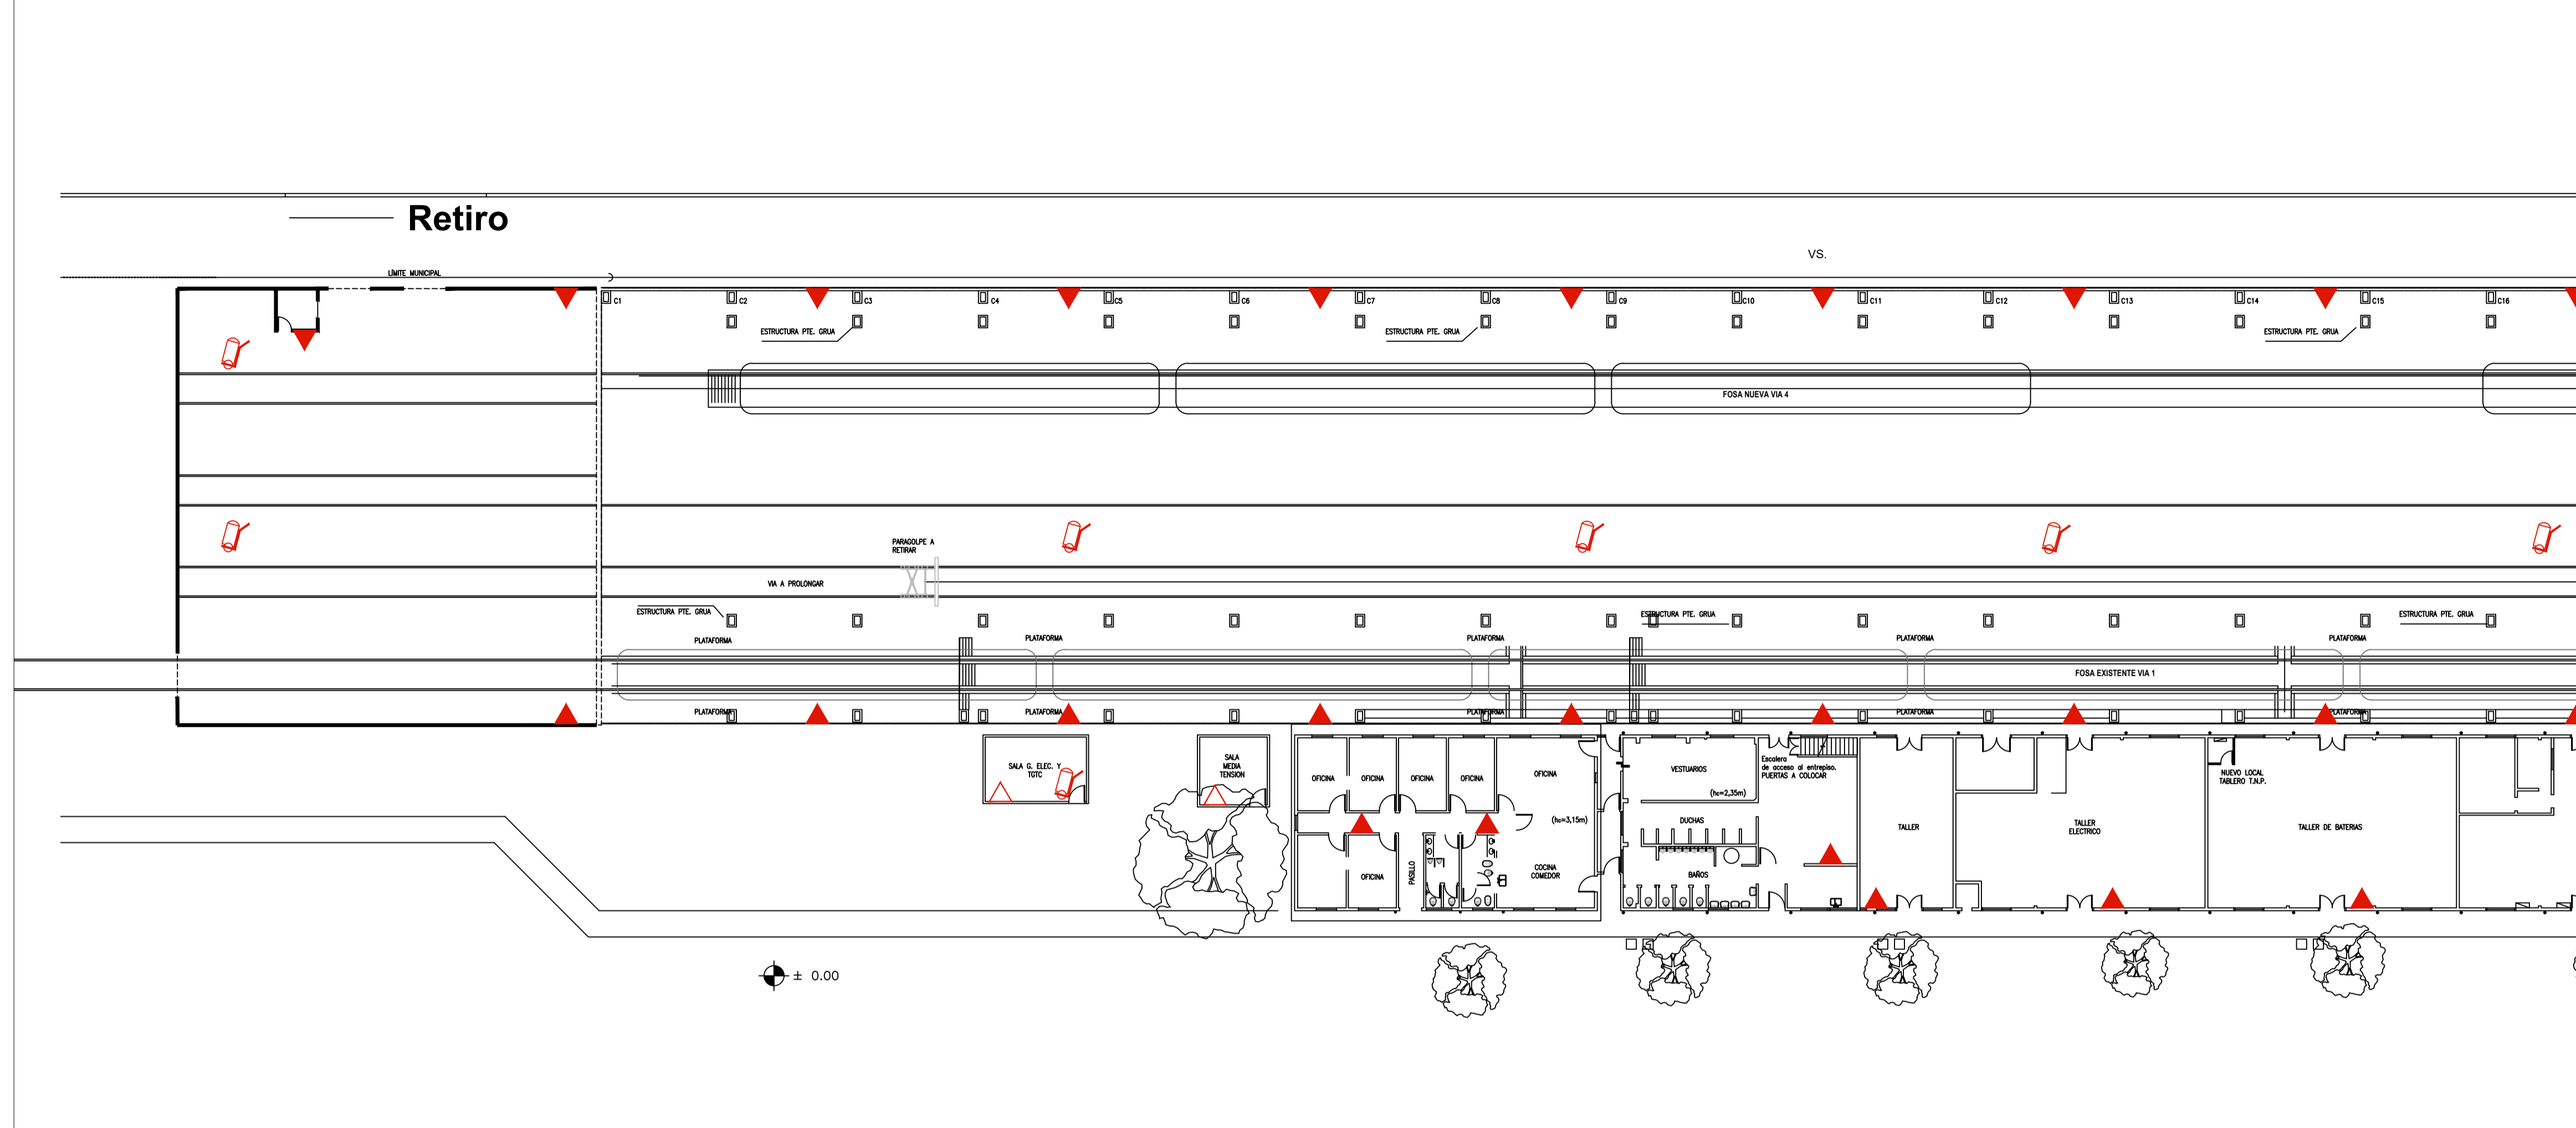 Retiro
VS.
LÍMITE MUNICIPAL
C1
C2
C3
C4
C5
C6
C7
C8
C9
C10
C11
C12
C13
C14
C15
C16
ESTRUCTURA PTE. GRUA
ESTRUCTURA PTE. GRUA
ESTRUCTURA PTE. GRUA
FOSA NUEVA VIA 4
PARAGOLPE A
RETIRAR
VIA A PROLONGAR
ESTRUCTURA PTE. GRUA
ESTRUCTURA PTE. GRUA
ESTRUCTURA PTE. GRUA
PLATAFORMA
PLATAFORMA
PLATAFORMA
PLATAFORMA
PLATAFORMA
FOSA EXISTENTE VIA 1
PLATAFORMA
PLATAFORMA
PLATAFORMA
PLATAFORMA
PLATAFORMA
SALA G. ELEC. Y
TGTC
SALA
MEDIA
TENSION
OFICINA
OFICINA
OFICINA
OFICINA
OFICINA
(hc=3,15m)
OFICINA
PASILLO
COCINA
COMEDOR
VESTUARIOS
(hc=2,35m)
DUCHAS
BAÑOS
Escalera
de acceso al entrepiso.
PUERTAS A COLOCAR
TALLER
TALLER
ELECTRICO
NUEVO LOCAL
TABLERO T.N.P.
TALLER DE BATERIAS
± 0.00